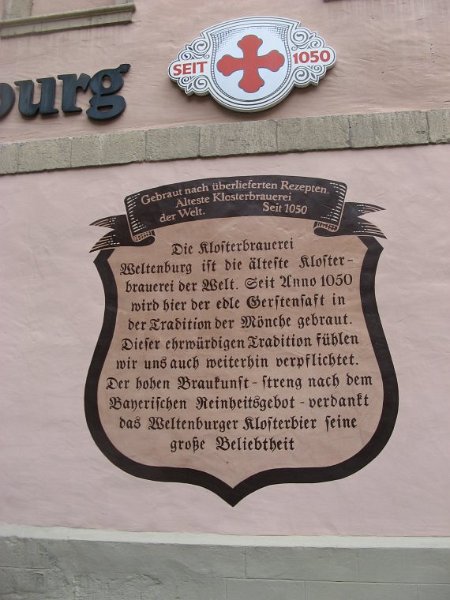 SEIT 1050
burg
Gebraut nach überlieferten Rezepten.
Älteste Klosterbrauerei
der Welt. Seit 1050
Die Klosterbrauerei
Weltenburg ist die älteste Kloster-
brauerei der Welt. Seit Anno 1050
wird hier der edle Gerstensaft in
der Tradition der Mönche gebraut.
Dieser ehrwürdigen Tradition fühlen
wir uns auch weiterhin verpflichtet.
Der hohen Braukunst - streng nach dem
Bayerischen Reinheitsgebot - verdankt
das Weltenburger Klosterbier seine
große Beliebtheit